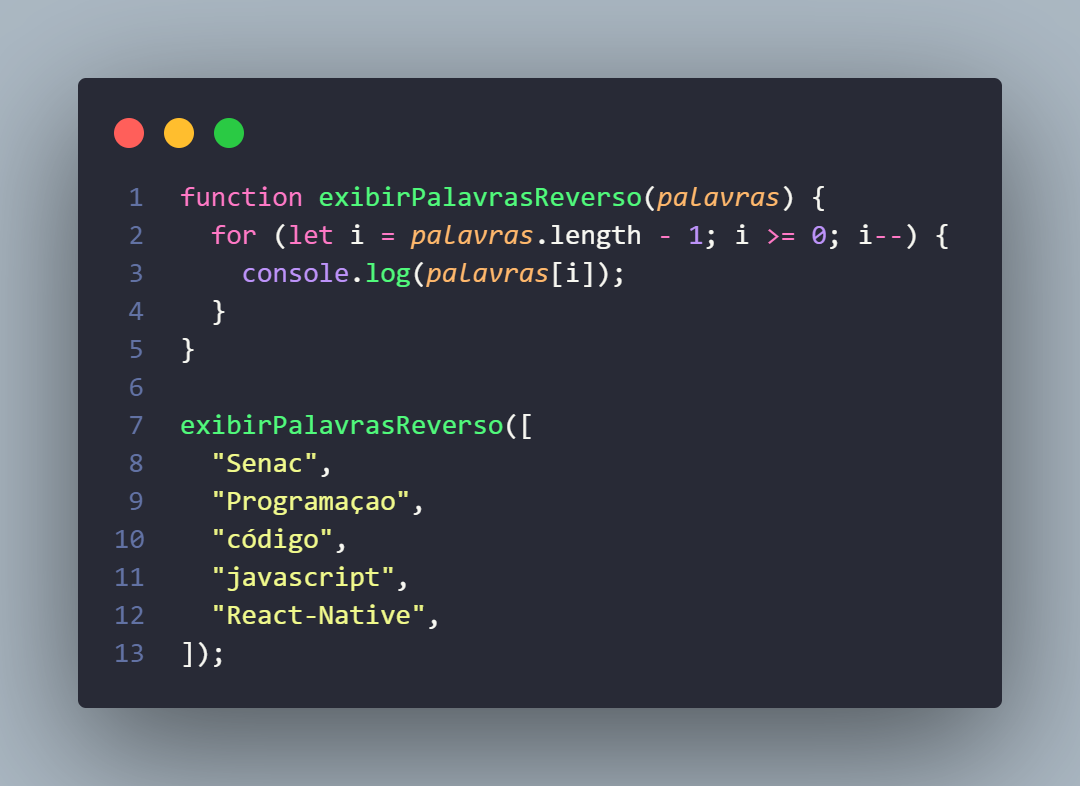 1 function exibirPalavrasReverso(palavras) {
2   for (let i = palavras.length - 1; i >= 0; i--) {
3     console.log(palavras[i]);
4   }
5 }
6
7 exibirPalavrasReverso([
8   "Senac",
9   "Programaçao",
10   "código",
11   "javascript",
12   "React-Native",
13 ]);